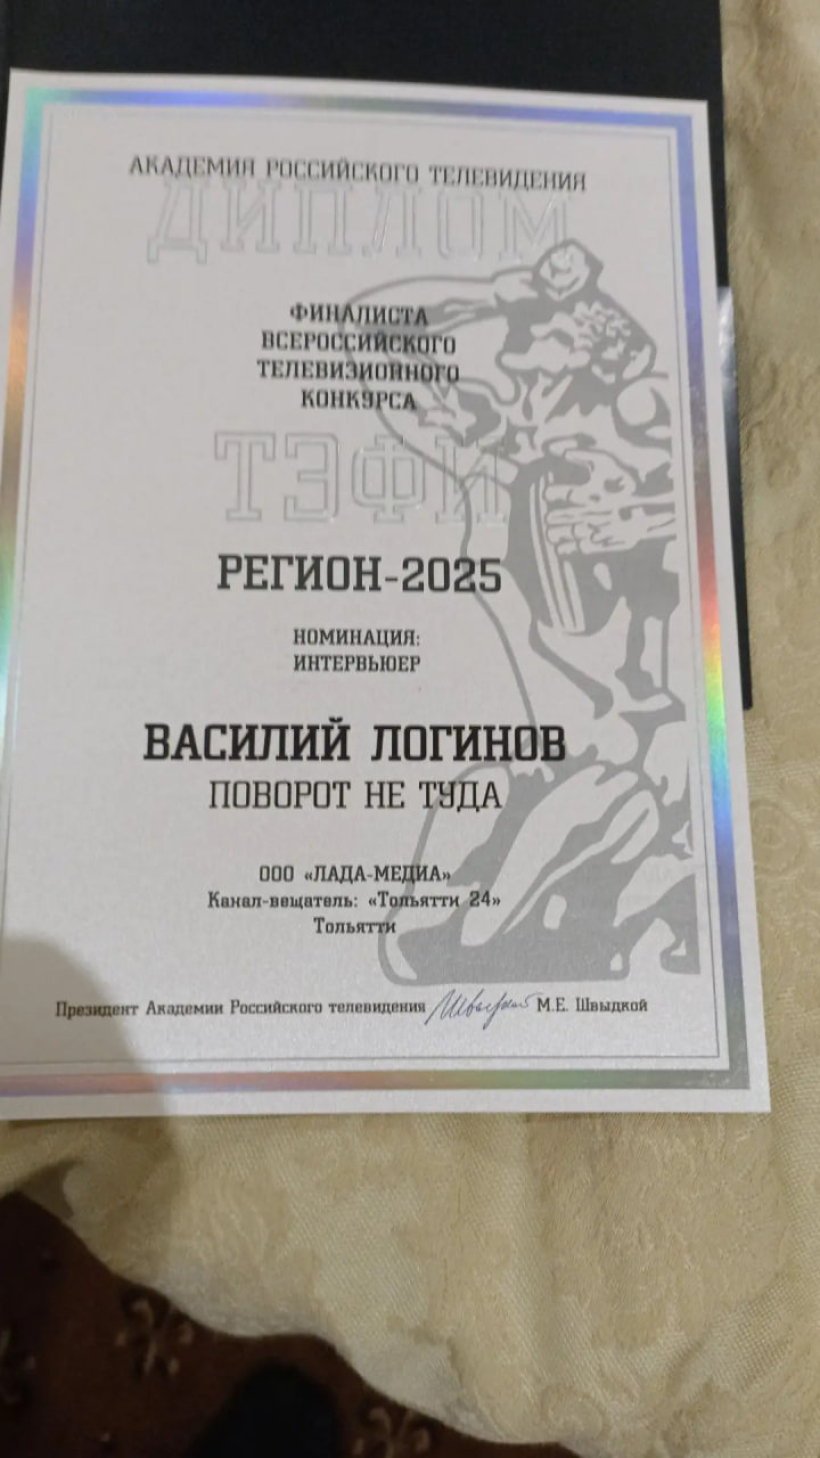 АКАДЕМИЯ РОССИЙСКОГО ТЕЛЕВИДЕНИЯ
ДИПЛОМ
ФИНАЛИСТА
ВСЕРОССИЙСКОГО
ТЕЛЕВИЗИОННОГО
КОНКУРСА
ТЭФИ
РЕГИОН-2025
НОМИНАЦИЯ:
ИНТЕРВЬЮЕР
ВАСИЛИЙ ЛОГИНОВ
ПОВОРОТ НЕ ТУДА
ООО «ЛАДА-МЕДИА»
Канал-вещатель: «Тольятти 24»
Тольятти
Президент Академии Российского телевидения Швыдкой М.Е. Швыдкой